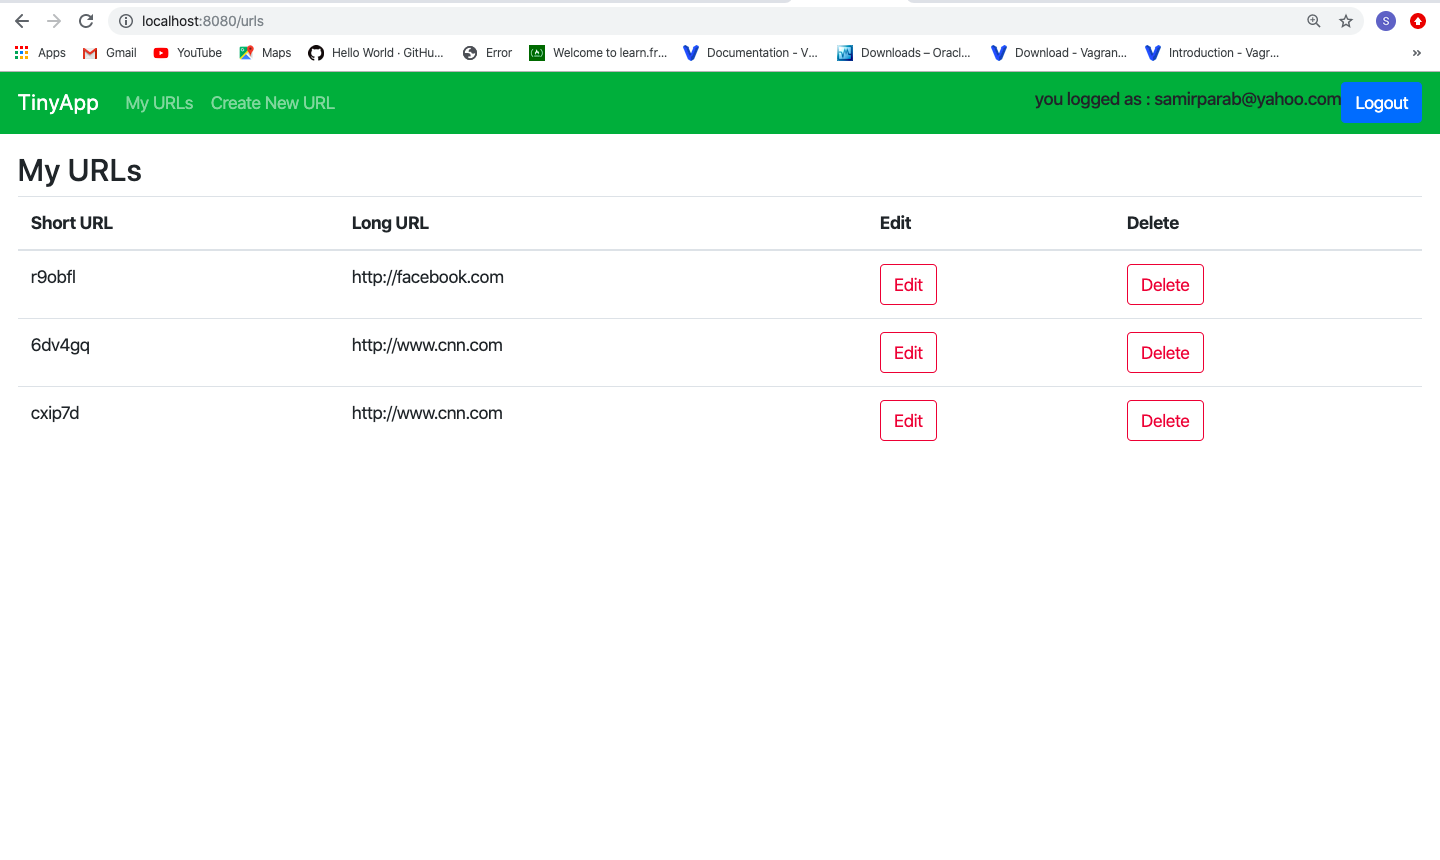 localhost:8080/urls
S
Apps Gmail YouTube Maps Hello World · GitHu... Error Welcome to learn.fr... Documentation - V... Downloads – Oracl... Download - Vagran... Introduction - Vagr... »
TinyApp My URLs Create New URL you logged as : samirparab@yahoo.com Logout
My URLs
Short URL Long URL Edit Delete
r9obfl http://facebook.com Edit Delete
6dv4gq http://www.cnn.com Edit Delete
cxip7d http://www.cnn.com Edit Delete